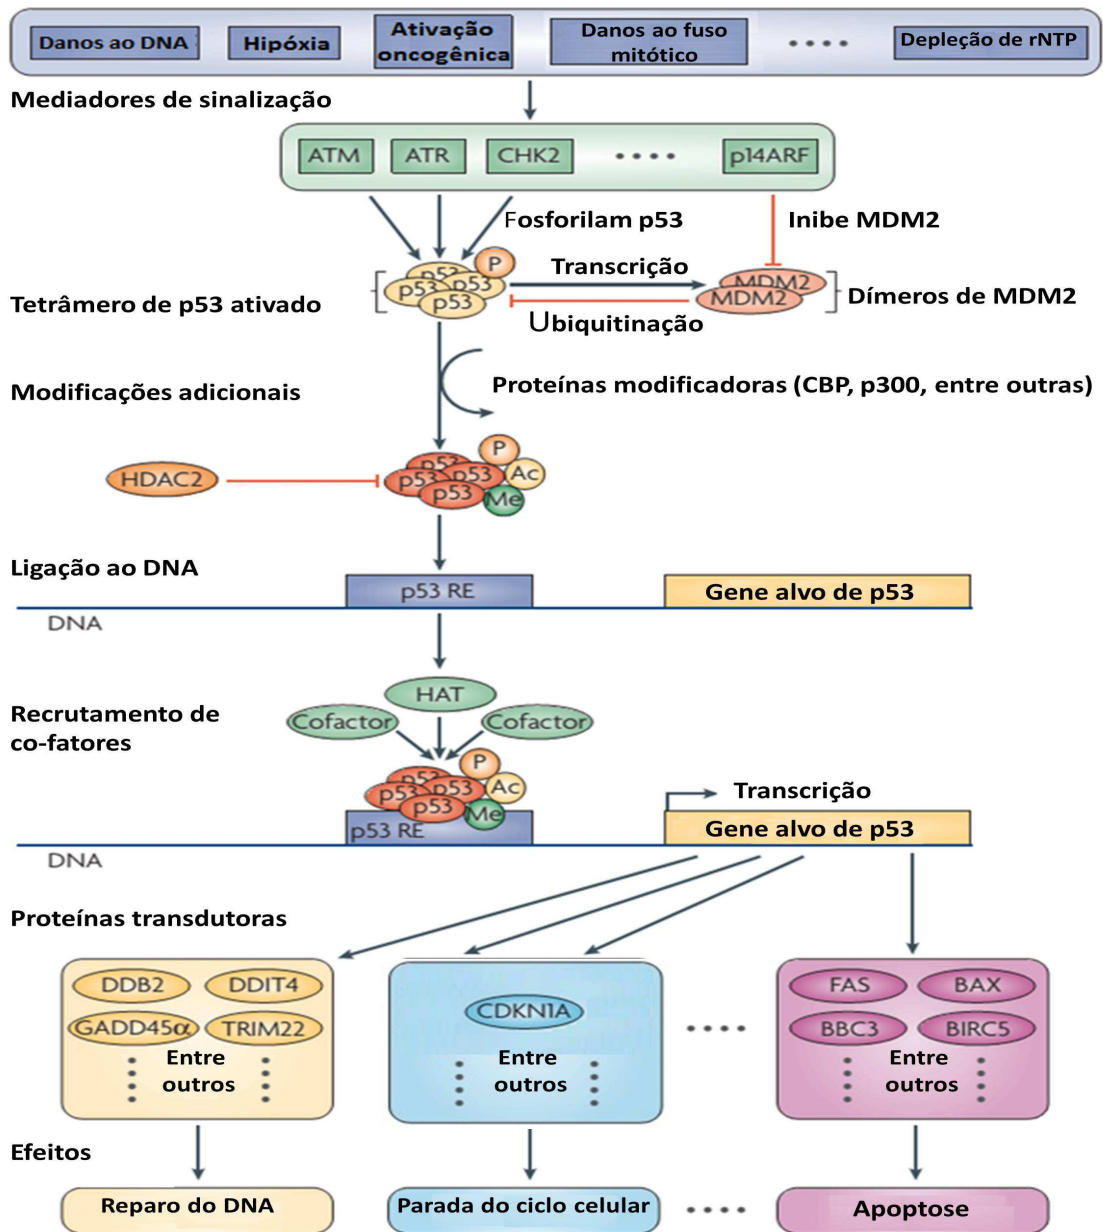 Danos ao DNA
Hipóxia
Ativação
oncogênica
Danos ao fuso
mitótico
Depleção de rNTP
Mediadores de sinalização
ATM
ATR
CHK2
p14ARF
Fosforilam p53
Inibe MDM2
p53
P
p53
p53
p53
Transcrição
MDM2
MDM2
Tetrâmero de p53 ativado
Dímeros de MDM2
Ubiquitinação
Modificações adicionais
Proteínas modificadoras (CBP, p300, entre outras)
HDAC2
p53
P
p53
p53
Ac
p53
Me
Ligação ao DNA
p53 RE
Gene alvo de p53
DNA
HAT
Recrutamento de
co-fatores
Cofactor
Cofactor
p53
P
p53
p53
Ac
p53
Me
Transcrição
p53 RE
Gene alvo de p53
DNA
Proteínas transdutoras
DDB2
DDIT4
GADD45α
TRIM22
Entre
outros
CDKN1A
Entre
outros
FAS
BAX
BBC3
BIRC5
Entre
outros
Efeitos
Reparo do DNA
Parada do ciclo celular
Apoptose